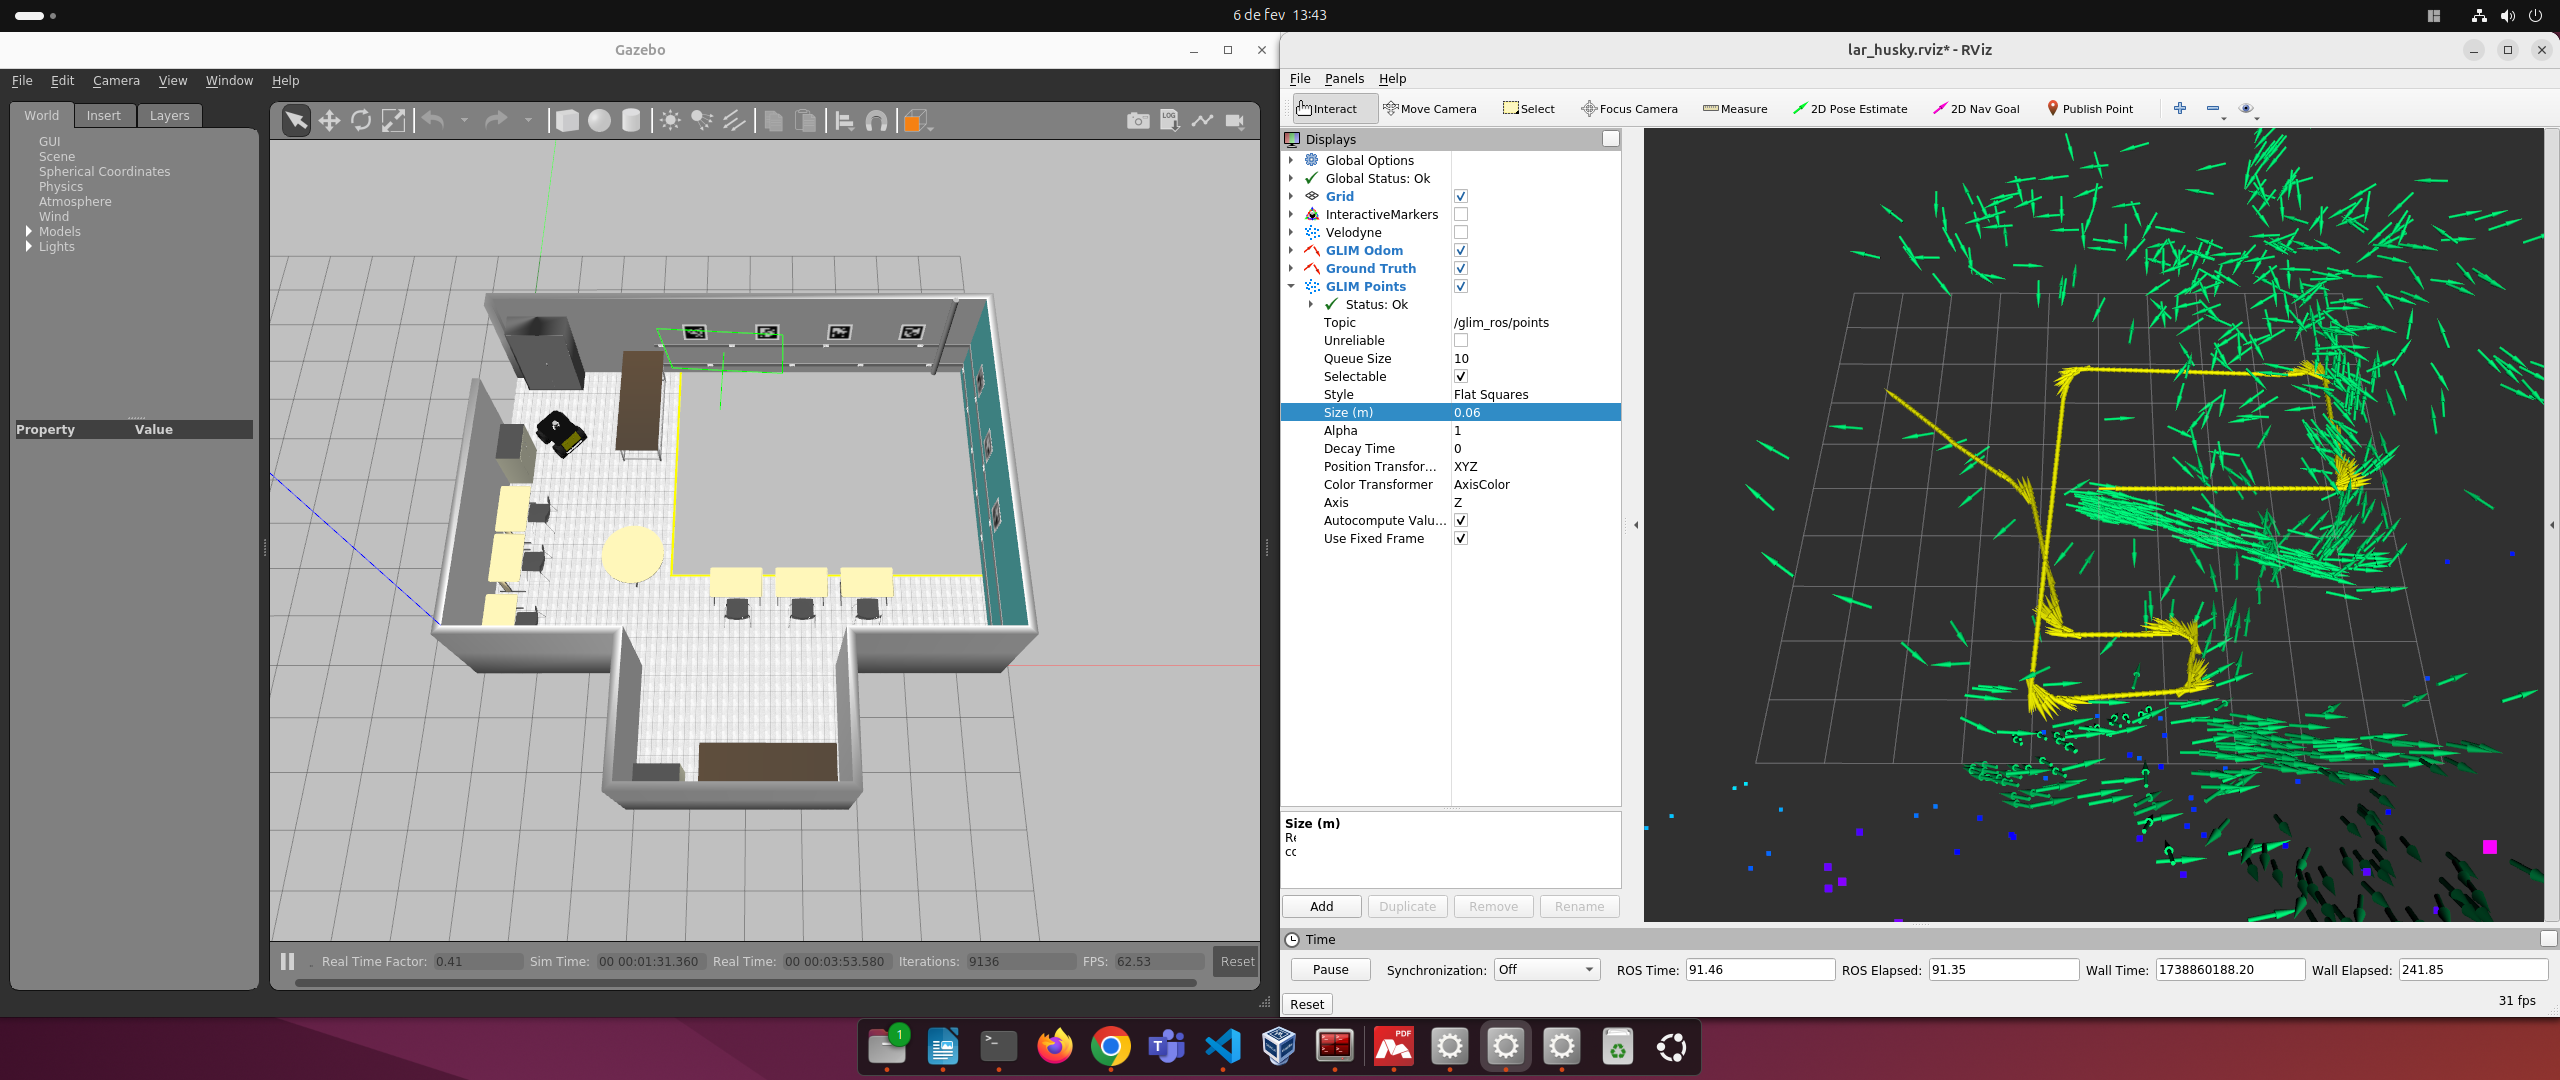 6 de fev 13:43
Gazebo
File Edit Camera View Window Help
World Insert Layers
GUI
Scene
Spherical Coordinates
Physics
Atmosphere
Wind
Models
Lights
Property Value
LOG
Real Time Factor: 0.41 Sim Time: 00 00:01:31.360 Real Time: 00 00:03:53.580 Iterations: 9136 FPS: 62.53 Reset
lar_husky.rviz* - RViz
File Panels Help
Interact Move Camera Select Focus Camera Measure 2D Pose Estimate 2D Nav Goal Publish Point
Displays
Global Options
Global Status: Ok
Grid
InteractiveMarkers
Velodyne
GLIM Odom
Ground Truth
GLIM Points
Status: Ok
Topic /glim_ros/points
Unreliable
Queue Size 10
Selectable
Style Flat Squares
Size (m) 0.06
Alpha 1
Decay Time 0
Position Transfor... XYZ
Color Transformer AxisColor
Axis Z
Autocompute Valu...
Use Fixed Frame
Size (m)
Add Duplicate Remove Rename
Time
Pause Synchronization: Off ROS Time: 91.46 ROS Elapsed: 91.35 Wall Time: 1738860188.20 Wall Elapsed: 241.85
Reset 31 fps
1
PDF